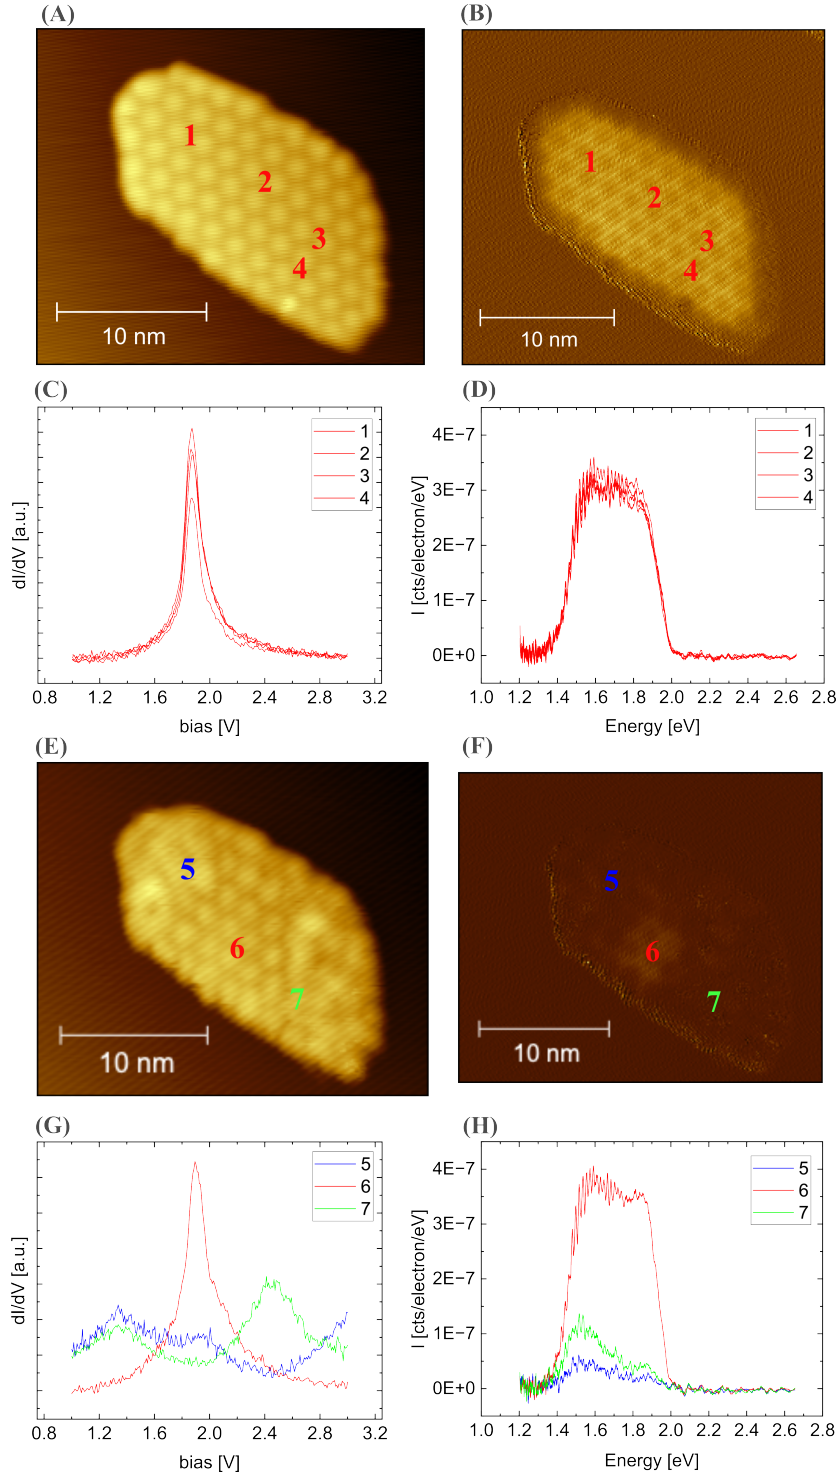 (A)
(B)
1
2
3
4
10 nm
1
2
3
4
10 nm
(C)
(D)
dI/dV [a.u.]
1
2
3
4
0.8 1.2 1.6 2.0 2.4 2.8 3.2
bias [V]
I [cts/electron/eV]
4E-7
3E-7
2E-7
1E-7
0E+0
1
2
3
4
1.0 1.2 1.4 1.6 1.8 2.0 2.2 2.4 2.6 2.8
Energy [eV]
(E)
(F)
5
6
7
10 nm
5
6
7
10 nm
(G)
(H)
dI/dV [a.u.]
5
6
7
0.8 1.2 1.6 2.0 2.4 2.8 3.2
bias [V]
I [cts/electron/eV]
4E-7
3E-7
2E-7
1E-7
0E+0
5
6
7
1.0 1.2 1.4 1.6 1.8 2.0 2.2 2.4 2.6 2.8
Energy [eV]